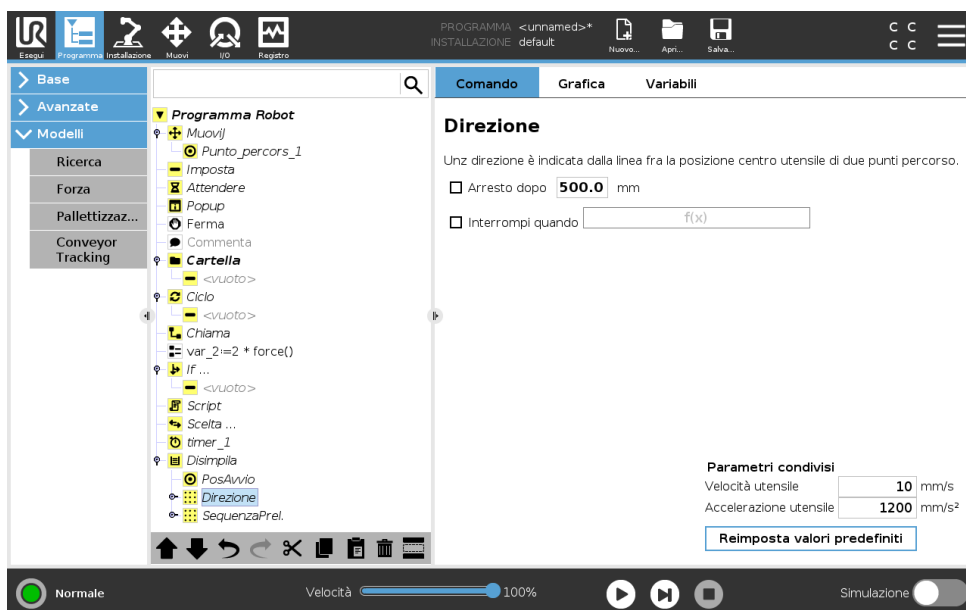 UR
PROGRAMMA <unnamed>*
INSTALLAZIONE default
Esegui Programma Installazione Muovi I/O Registro
Nuovo... Apri... Salva...
C C
C C
Base
Avanzate
Modelli
Ricerca
Forza
Pallettizzaz...
Conveyor
Tracking
Programma Robot
MuoviJ
Punto_percors_1
Imposta
Attendere
Popup
Ferma
Commenta
Cartella
<vuoto>
Ciclo
<vuoto>
Chiama
var_2:=2 * force()
If ...
<vuoto>
Script
Scelta ...
timer_1
Disimpila
PosAvvio
Direzione
SequenzaPrel.
Comando Grafica Variabili
Direzione
Unz direzione è indicata dalla linea fra la posizione centro utensile di due punti percorso.
Arresto dopo 500.0 mm
Interrompi quando f(x)
Parametri condivisi
Velocità utensile 10 mm/s
Accelerazione utensile 1200 mm/s²
Reimposta valori predefiniti
Normale
Velocità 100%
Simulazione